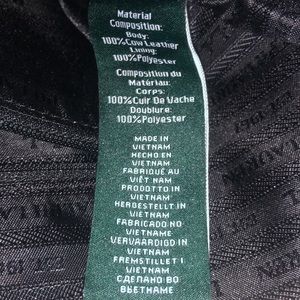 Material
Composition:
Body:
100%Cow Leather
Lining:
100%Polyester
Composition du
Matériau:
Corps:
100%Cuir De Vache
Doublure:
100%Polyester
MADE IN
VIETNAM
HECHO EN
VIETNAM
FABRIQUÉ AU
VIÊT NAM
PRODOTTO IN
VIETNAM
HERGESTELLT IN
VIETNAM
FABRICADO NO
VIETNAME
VERVAARDIGD IN
VIETNAM
FREMSTILLET I
VIETNAM
СДЕЛАНО ВО
ВЬЕТНАМЕ